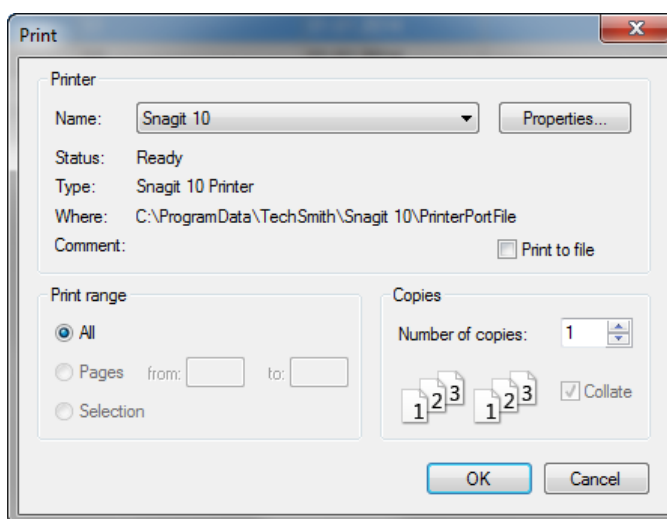 Print
Printer
Name: Snagit 10 Properties...
Status: Ready
Type: Snagit 10 Printer
Where: C:\ProgramData\TechSmith\Snagit 10\PrinterPortFile
Comment: Print to file
Print range
All
Pages from: to:
Selection
Copies
Number of copies: 1
1 2 3 1 2 3
Collate
OK Cancel